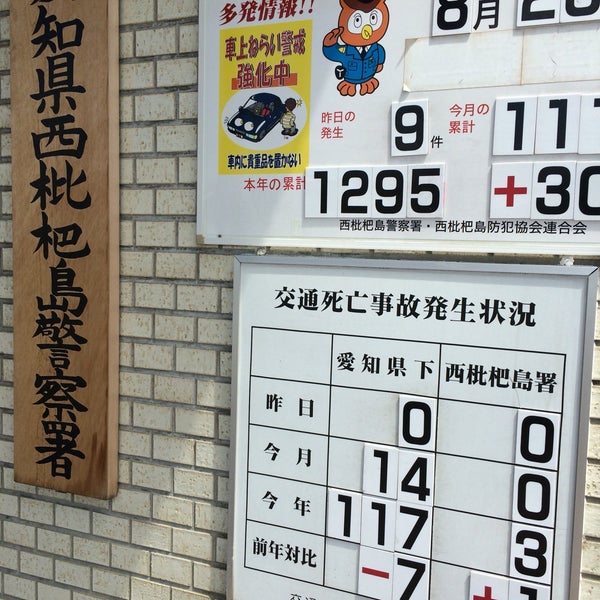 知県西枇杷島警察署
多発情報!!
車上ねらい警戒
強化中
車内に貴重品を置かない
8月
昨日の
発生
9件
今月の
累計
111
本年の累計
1295
+30
西枇杷島警察署・西枇杷島防犯協会連合会
交通死亡事故発生状況
愛知県下 西枇杷島署
昨日 0 0
今月 14 0
今年 117 3
前年対比 -7 +1